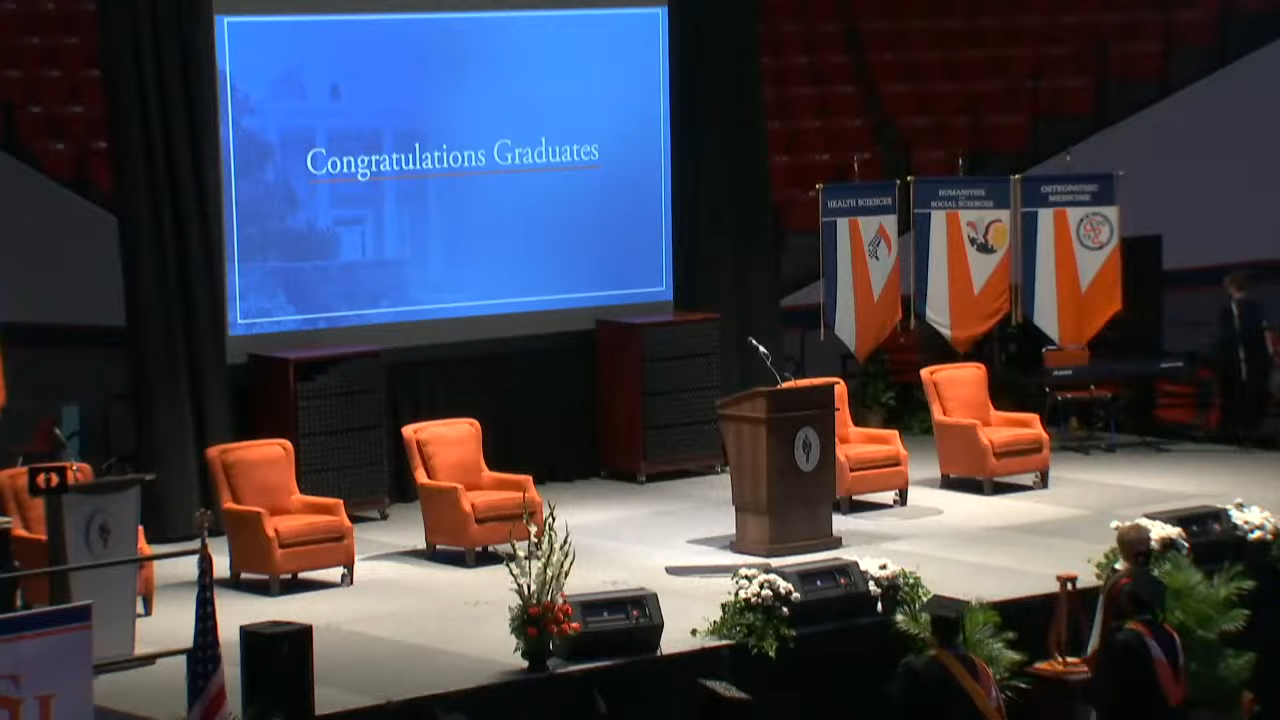 Congratulations Graduates
HEALTH SCIENCES
HUMANITIES
SOCIAL SCIENCES
OSTEOPATHIC
MEDICINE